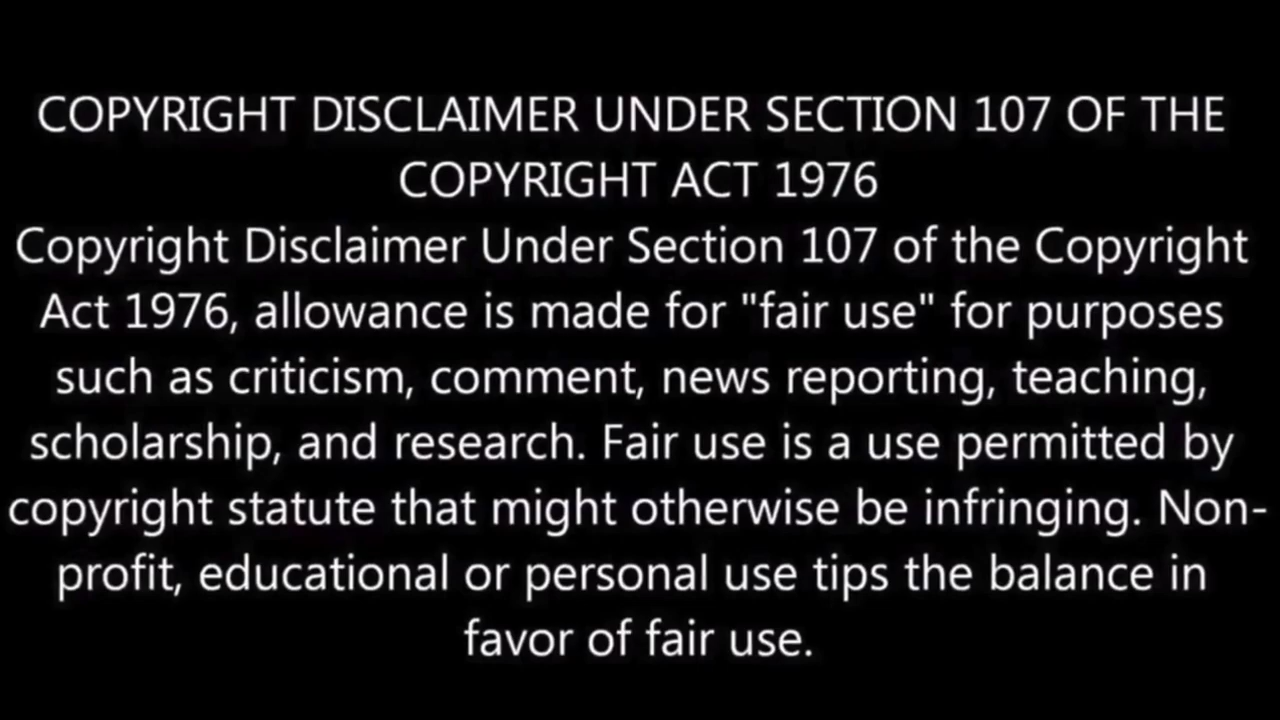 COPYRIGHT DISCLAIMER UNDER SECTION 107 OF THE
COPYRIGHT ACT 1976
Copyright Disclaimer Under Section 107 of the Copyright
Act 1976, allowance is made for "fair use" for purposes
such as criticism, comment, news reporting, teaching,
scholarship, and research. Fair use is a use permitted by
copyright statute that might otherwise be infringing. Non-
profit, educational or personal use tips the balance in
favor of fair use.